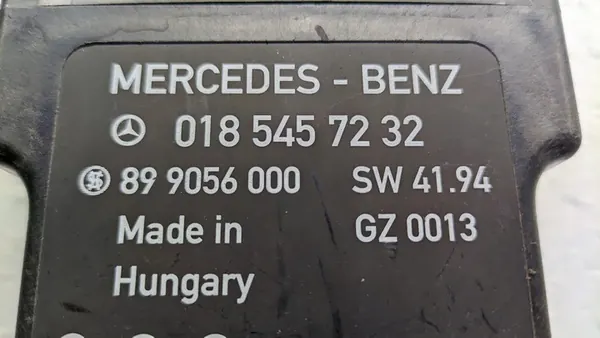 MERCEDES - BENZ
018 545 72 32
89 9056 000 SW 41.94
Made in GZ 0013
Hungary